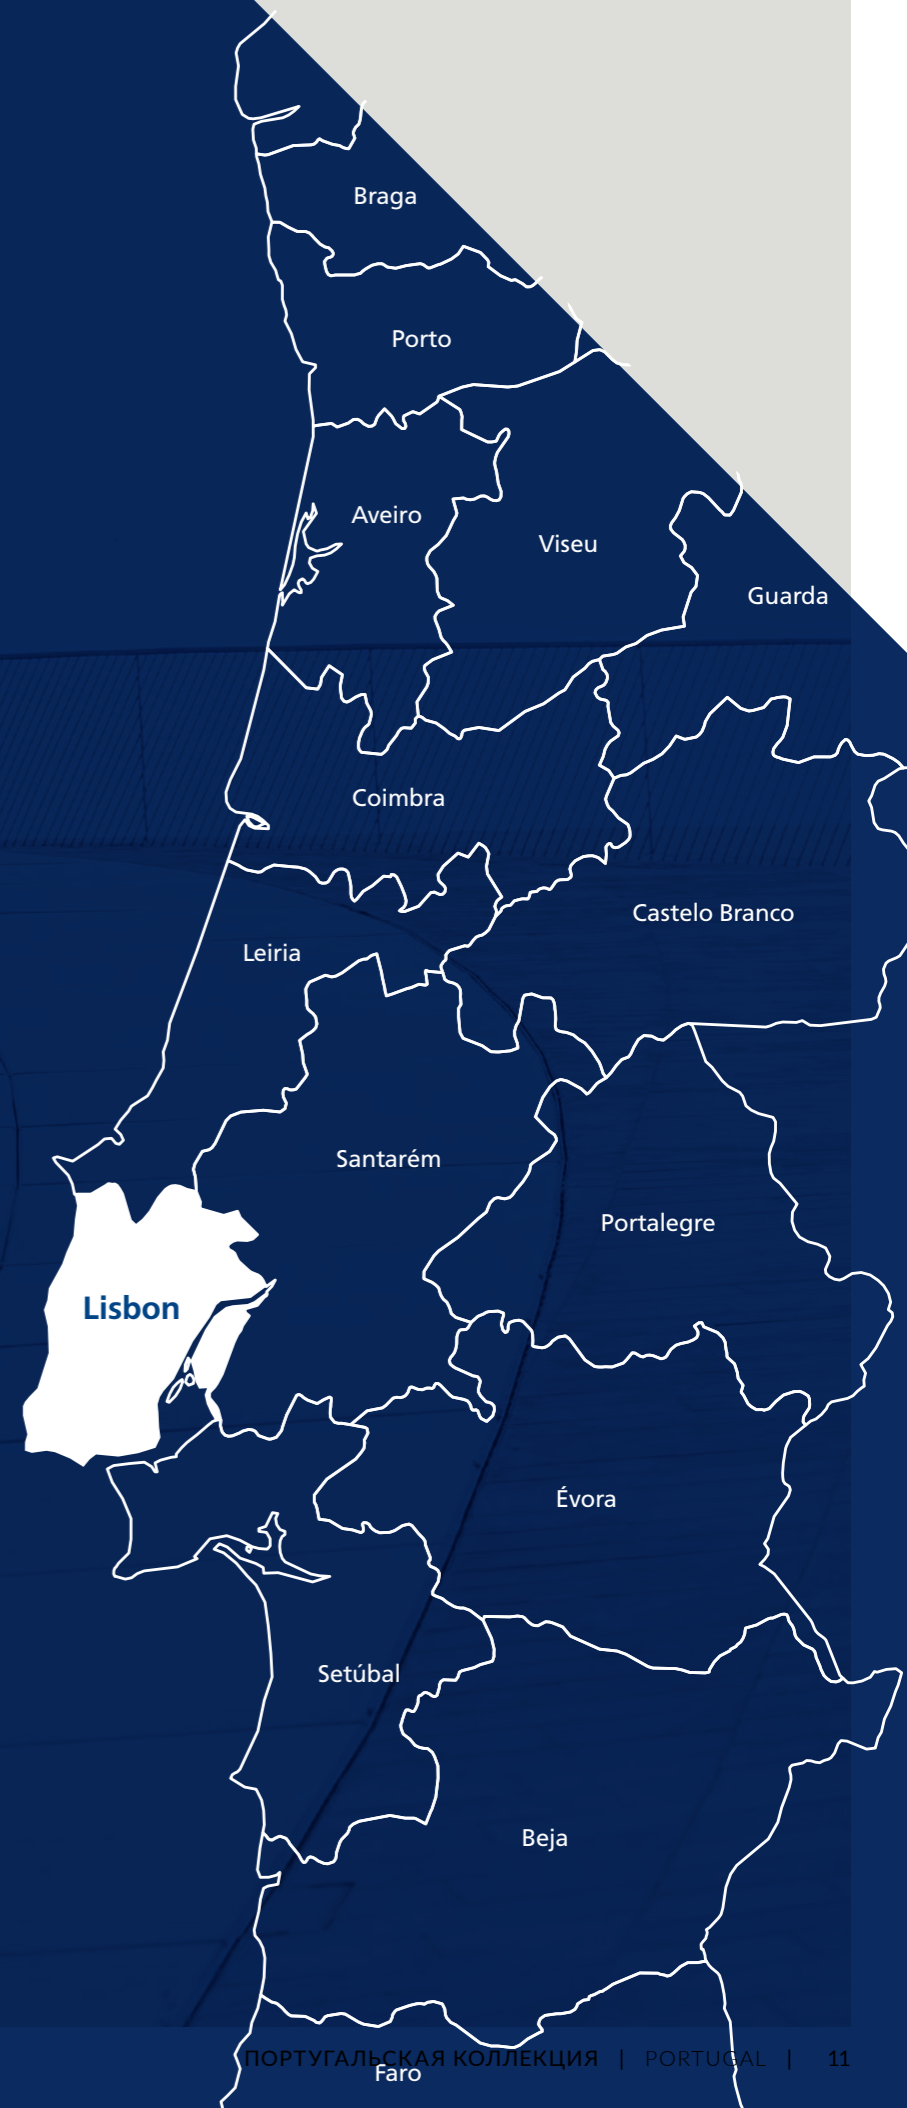 Braga
Porto
Aveiro
Viseu
Guarda
Coimbra
Castelo Branco
Leiria
Santarém
Portalegre
Lisbon
Évora
Setúbal
Beja
ПОРТУГАЛЬСКАЯ КОЛЛЕКЦИЯ | PORTUGAL | 11
Faro